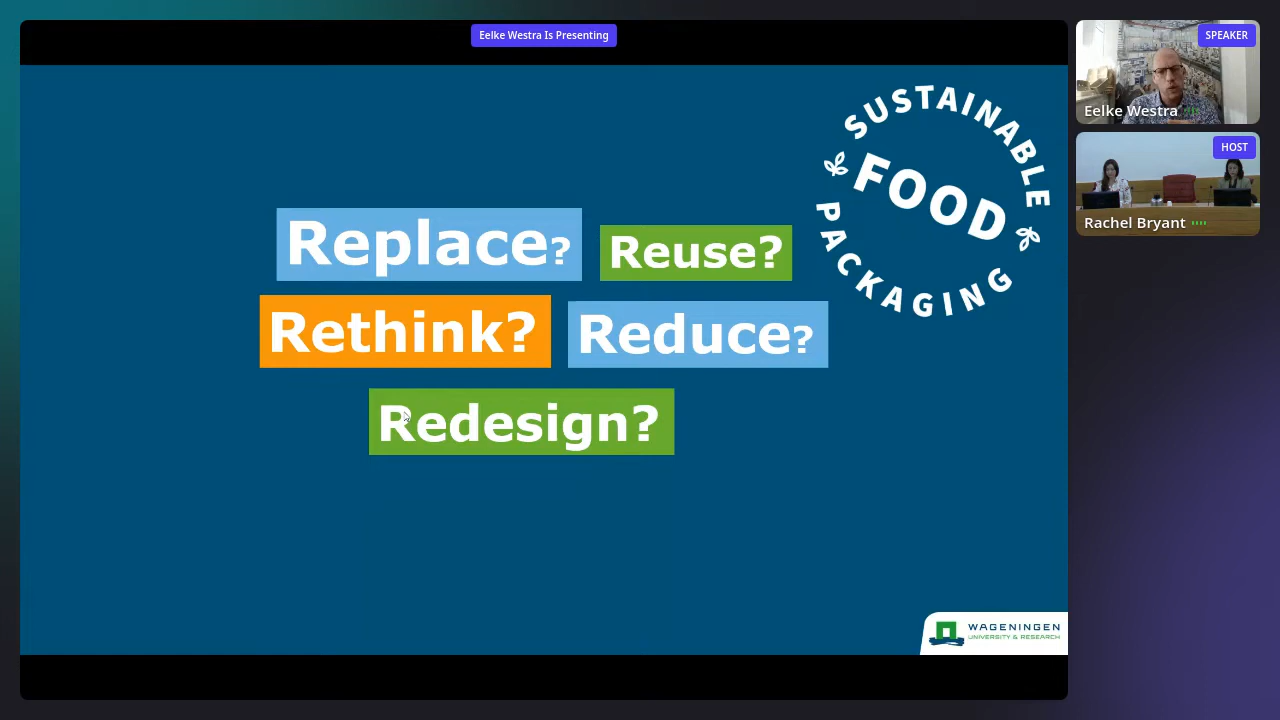 Eelke Westra Is Presenting
SPEAKER
Eelke Westra
HOST
Rachel Bryant
SUSTAINABLE
FOOD
PACKAGING
Replace?
Reuse?
Rethink?
Reduce?
Redesign?
WAGENINGEN
UNIVERSITY & RESEARCH